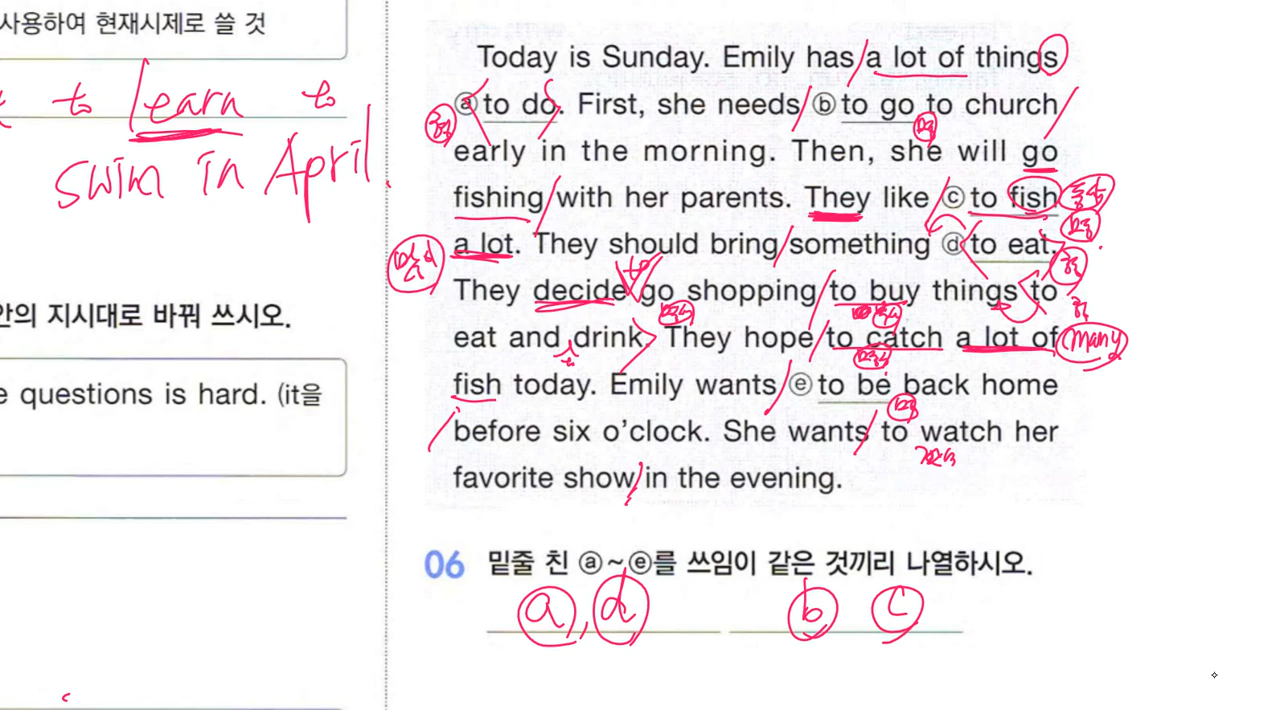 사용하여 현재시제로 쓸 것
to learn to
swim in April.
안의 지시대로 바꿔 쓰시오.
e questions is hard. (it을
Today is Sunday. Emily has a lot of things
ⓐ to do. First, she needs ⓑ to go to church
early in the morning. Then, she will go
fishing with her parents. They like ⓒ to fish
a lot. They should bring something ⓓ to eat.
They decide go shopping to buy things to
eat and drink. They hope to catch a lot of many
fish today. Emily wants ⓔ to be back home
before six o'clock. She wants to watch her
favorite show in the evening.
06 밑줄 친 ⓐ~ⓔ를 쓰임이 같은 것끼리 나열하시오.
ⓐ, ⓓ ⓑ ⓒ